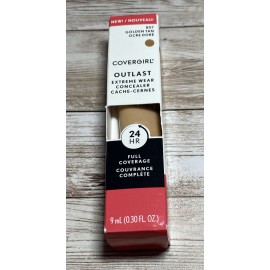 NEW! / NOUVEAU!
857
GOLDEN TAN
OCRE DORÉ
COVERGIRL
OUTLAST
EXTREME WEAR
CONCEALER
CACHE-CERNES
24
HR
FULL
COVERAGE
COUVRANCE
COMPLÈTE
9 mL (0.30 FL. OZ.)